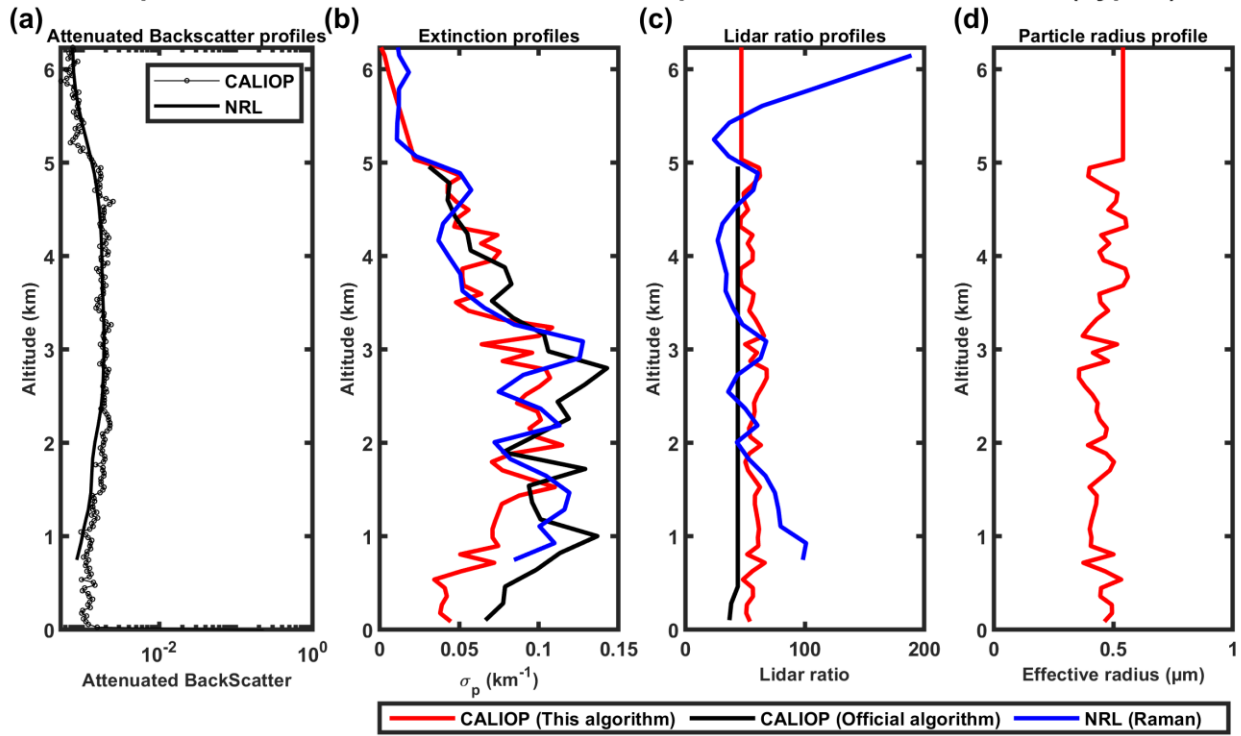 (a) (b) (c) (d)
Attenuated Backscatter profiles Extinction profiles Lidar ratio profiles Particle radius profile
CALIOP
NRL
6 6 6 6
5 5 5 5
4 4 4 4
3 3 3 3
2 2 2 2
1 1 1 1
0 0 0 0
Altitude (km) Altitude (km) Altitude (km) Altitude (km)
10^-2 10^0 0 0.05 0.1 0.15 0 100 200 0 0.5 1
Attenuated BackScatter σp (km^-1) Lidar ratio Effective radius (µm)
CALIOP (This algorithm) CALIOP (Official algorithm) NRL (Raman)